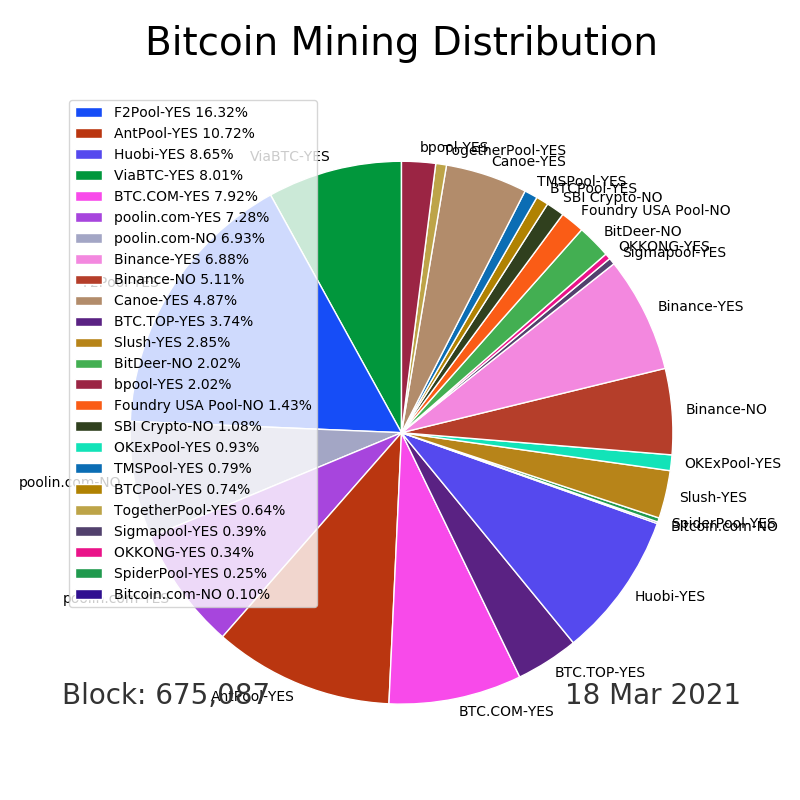 Bitcoin Mining Distribution
F2Pool-YES 16.32%
AntPool-YES 10.72%
Huobi-YES 8.65%
ViaBTC-YES 8.01%
BTC.COM-YES 7.92%
poolin.com-YES 7.28%
poolin.com-NO 6.93%
Binance-YES 6.88%
Binance-NO 5.11%
Canoe-YES 4.87%
BTC.TOP-YES 3.74%
Slush-YES 2.85%
BitDeer-NO 2.02%
bpool-YES 2.02%
Foundry USA Pool-NO 1.43%
SBI Crypto-NO 1.08%
OKExPool-YES 0.93%
TMSPool-YES 0.79%
BTCPool-YES 0.74%
TogetherPool-YES 0.64%
Sigmapool-YES 0.39%
OKKONG-YES 0.34%
SpiderPool-YES 0.25%
Bitcoin.com-NO 0.10%
ViaBTC-YES
F2Pool-YES
poolin.com-NO
poolin.com-YES
AntPool-YES
BTC.COM-YES
BTC.TOP-YES
Huobi-YES
Bitcoin.com-NO
SpiderPool-YES
Slush-YES
OKExPool-YES
Binance-NO
Binance-YES
Sigmapool-YES
OKKONG-YES
BitDeer-NO
Foundry USA Pool-NO
SBI Crypto-NO
BTCPool-YES
TMSPool-YES
Canoe-YES
TogetherPool-YES
bpool-YES
Block: 675,087
18 Mar 2021